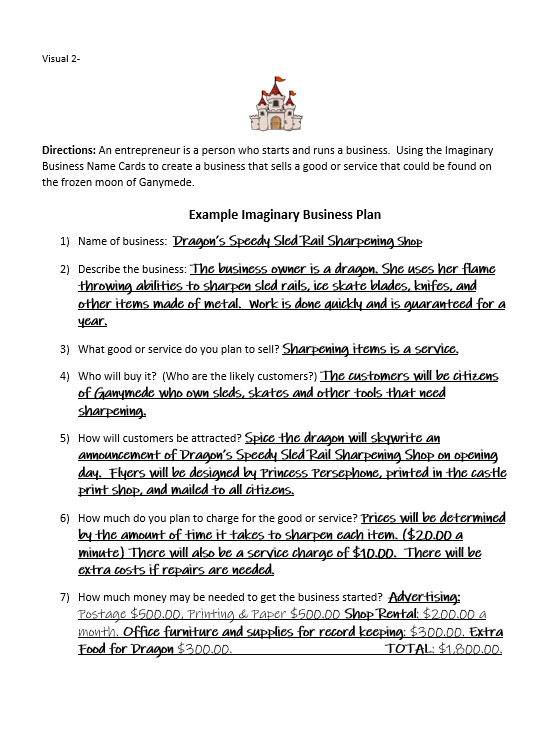 Visual 2-
Directions: An entrepreneur is a person who starts and runs a business.  Using the Imaginary
Business Name Cards to create a business that sells a good or service that could be found on
the frozen moon of Ganymede.
Example Imaginary Business Plan
1) Name of business:  Dragon's Speedy Sled Rail Sharpening Shop
2) Describe the business: The business owner is a dragon. She uses her flame
throwing abilities to sharpen sled rails, ice skate blades, knifes, and
other items made of metal.  Work is done quickly and is guaranteed for a
year.
3) What good or service do you plan to sell? Sharpening items is a service.
4) Who will buy it?  (Who are the likely customers?) The customers will be citizens
of Ganymede who own sleds, skates and other tools that need
sharpening.
5) How will customers be attracted? Spice the dragon will skywrite an
announcement of Dragon's Speedy Sled Rail Sharpening Shop on opening
day.  Flyers will be designed by Princess Persephone, printed in the castle
print shop, and mailed to all citizens.
6) How much do you plan to charge for the good or service? Prices will be determined
by the amount of time it takes to sharpen each item. ($20.00 a
minute) There will also be a service charge of $10.00.  There will be
extra costs if repairs are needed.
7) How much money may be needed to get the business started?  Advertising:
Postage $500.00, Printing & Paper $500.00 Shop Rental: $200.00 a
month. Office furniture and supplies for record keeping: $300.00. Extra
Food for Dragon $300.00. TOTAL: $1,800.00.